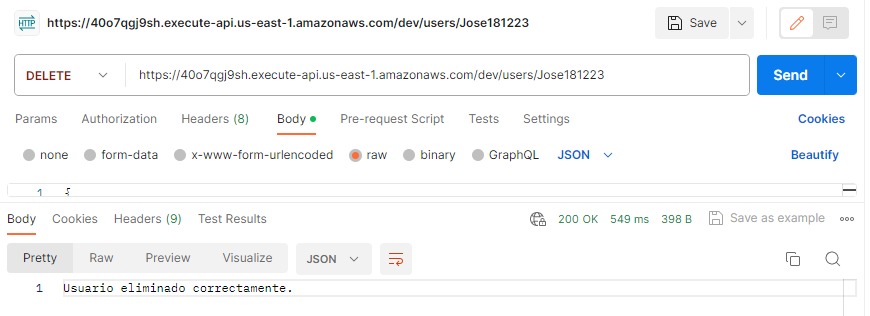 HTTP https://40o7qgj9sh.execute-api.us-east-1.amazonaws.com/dev/users/Jose181223 Save
DELETE https://40o7qgj9sh.execute-api.us-east-1.amazonaws.com/dev/users/Jose181223 Send
Params Authorization Headers (8) Body Pre-request Script Tests Settings Cookies
none form-data x-www-form-urlencoded raw binary GraphQL JSON Beautify
1 {
Body Cookies Headers (9) Test Results 200 OK 549 ms 398 B Save as example
Pretty Raw Preview Visualize JSON
1 Usuario eliminado correctamente.